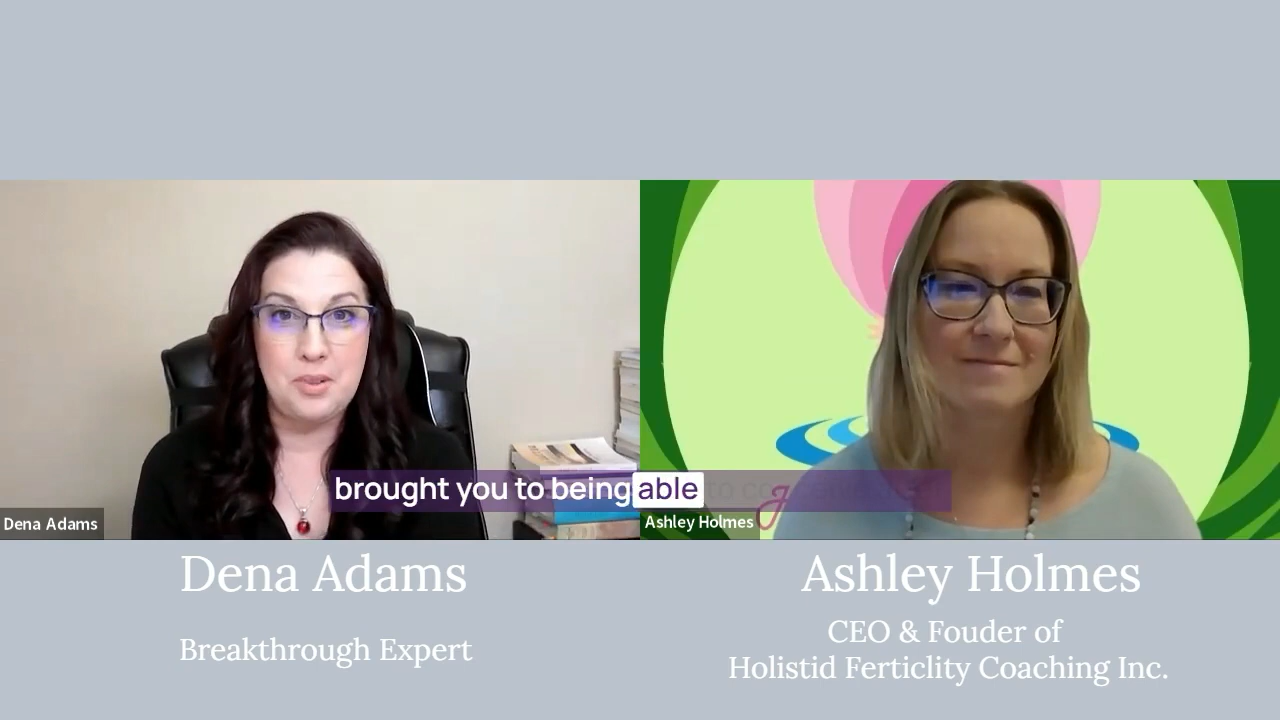 brought you to being able to
Dena Adams
Ashley Holmes
Dena Adams
Ashley Holmes
Breakthrough Expert
CEO & Fouder of
Holistid Ferticlity Coaching Inc.